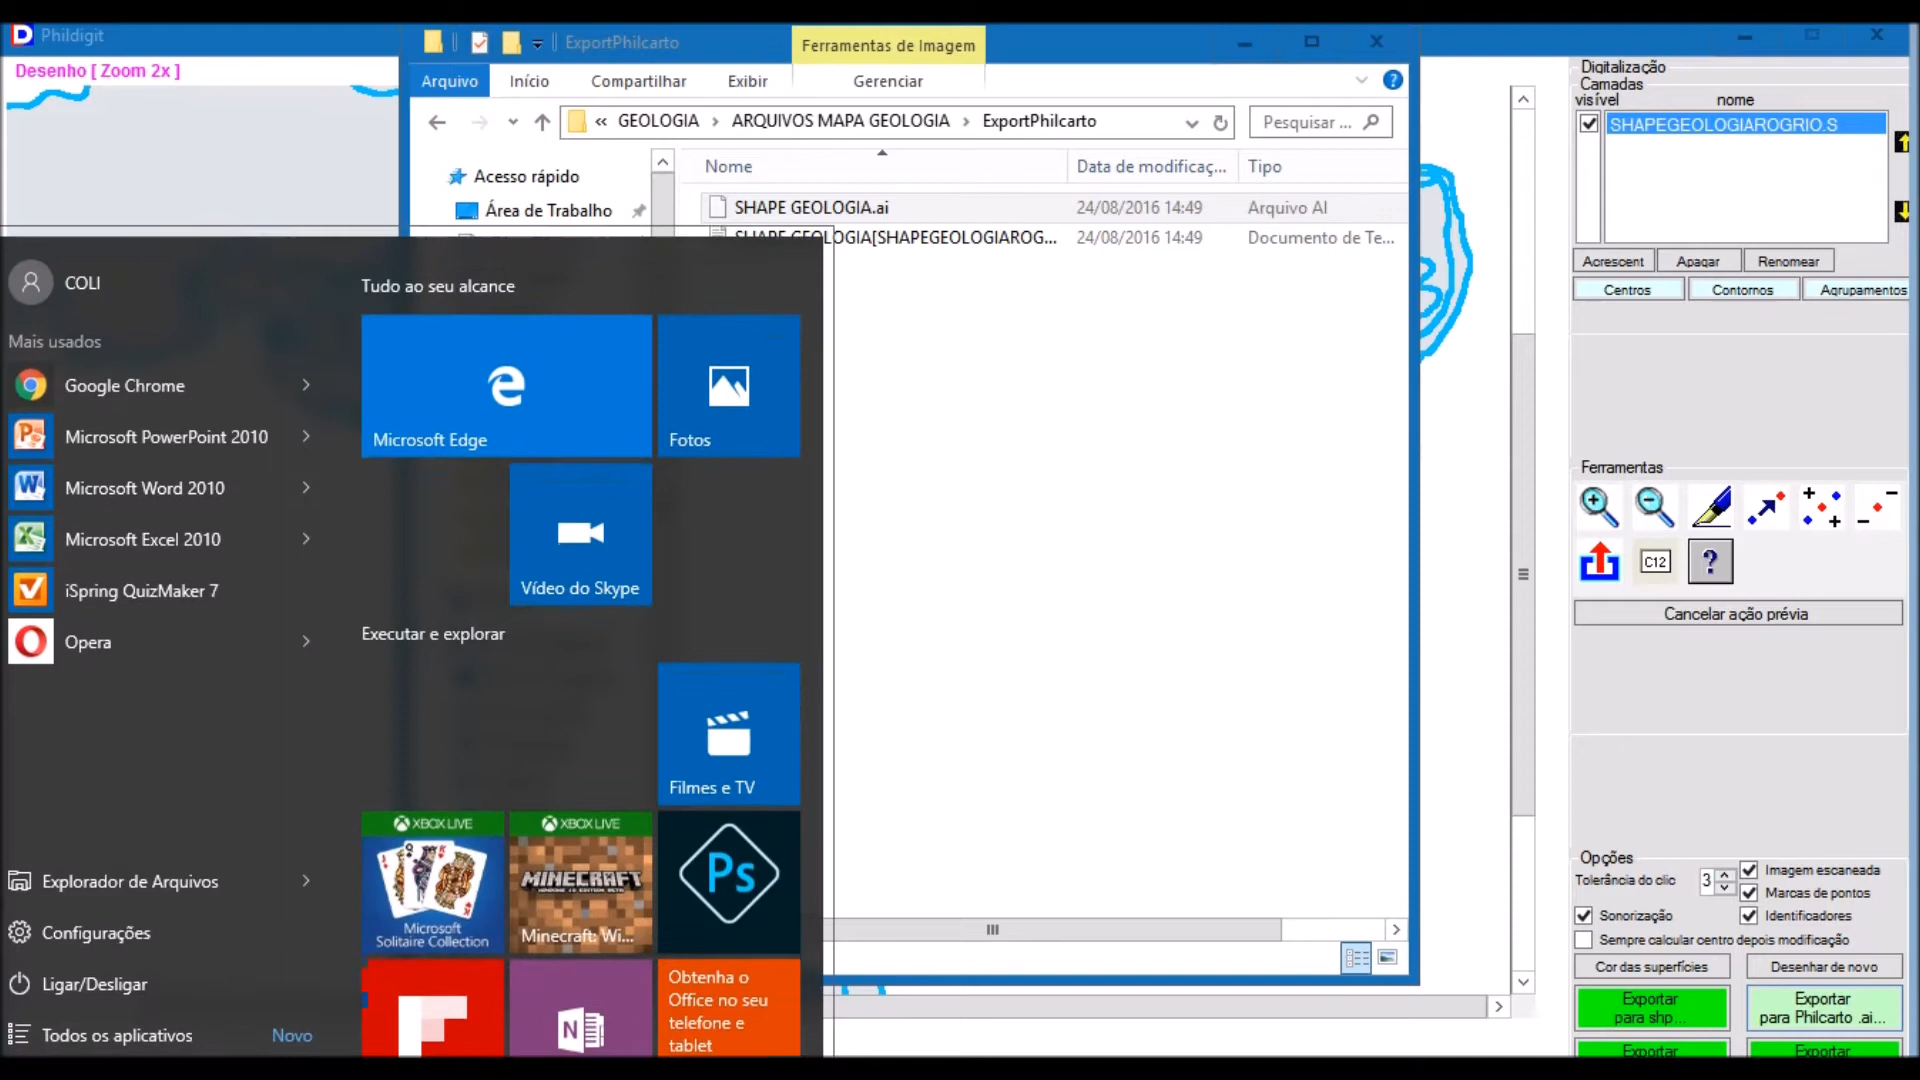 Phildigit
Desenho [ Zoom 2x ]
ExportPhilcarto
Ferramentas de Imagem
Arquivo
Início
Compartilhar
Exibir
Gerenciar
?
« GEOLOGIA > ARQUIVOS MAPA GEOLOGIA > ExportPhilcarto
Pesquisar ...
Acesso rápido
Área de Trabalho
Nome
Data de modificaç...
Tipo
SHAPE GEOLOGIA.ai
24/08/2016 14:49
Arquivo AI
SHAPE GEOLOGIA[SHAPEGEOLOGIAROG...
24/08/2016 14:49
Documento de Te...
Digitalização
Camadas
visível
nome
SHAPEGEOLOGIAROGRIO.S
Acrescent
Apagar
Renomear
Centros
Contornos
Agrupamentos
Ferramentas
C12
?
Cancelar ação prévia
Opções
Tolerância do clic
3
Imagem escaneada
Marcas de pontos
Sonorização
Identificadores
Sempre calcular centro depois modificação
Cor das superfícies
Desenhar de novo
Exportar
para shp...
Exportar
para Philcarto .ai...
Exportar
Exportar
COLI
Mais usados
Google Chrome
Microsoft PowerPoint 2010
Microsoft Word 2010
Microsoft Excel 2010
iSpring QuizMaker 7
Opera
Explorador de Arquivos
Configurações
Ligar/Desligar
Todos os aplicativos
Novo
Tudo ao seu alcance
Microsoft Edge
Fotos
Vídeo do Skype
Executar e explorar
Filmes e TV
XBOX LIVE
Microsoft
Solitaire Collection
XBOX LIVE
MINECRAFT
Minecraft: Wi...
Ps
N
Obtenha o
Office no seu
telefone e
tablet